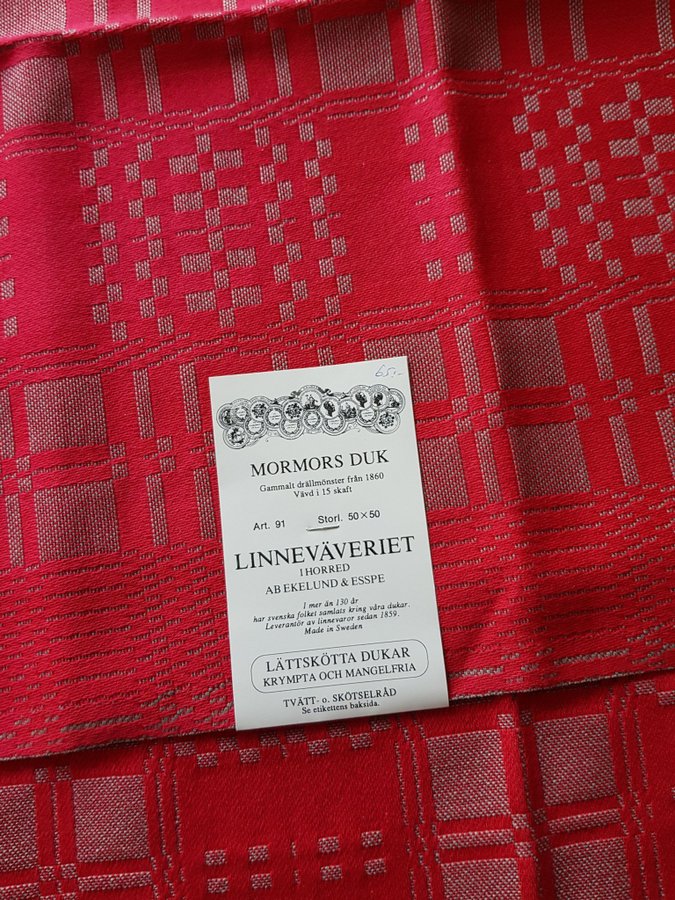 65,-
MORMORS DUK
Gammalt drällmönster från 1860
Vävd i 15 skaft
Art. 91 Storl. 50×50
LINNEVÄVERIET
I HORRED
AB EKELUND & ESSPE
I mer än 130 år
har svenska folket samlats kring våra dukar.
Leverantör av linnevaror sedan 1859.
Made in Sweden
LÄTTSKÖTTA DUKAR
KRYMPTA OCH MANGELFRIA
TVÄTT- o. SKÖTSELRÅD
Se etikettens baksida.